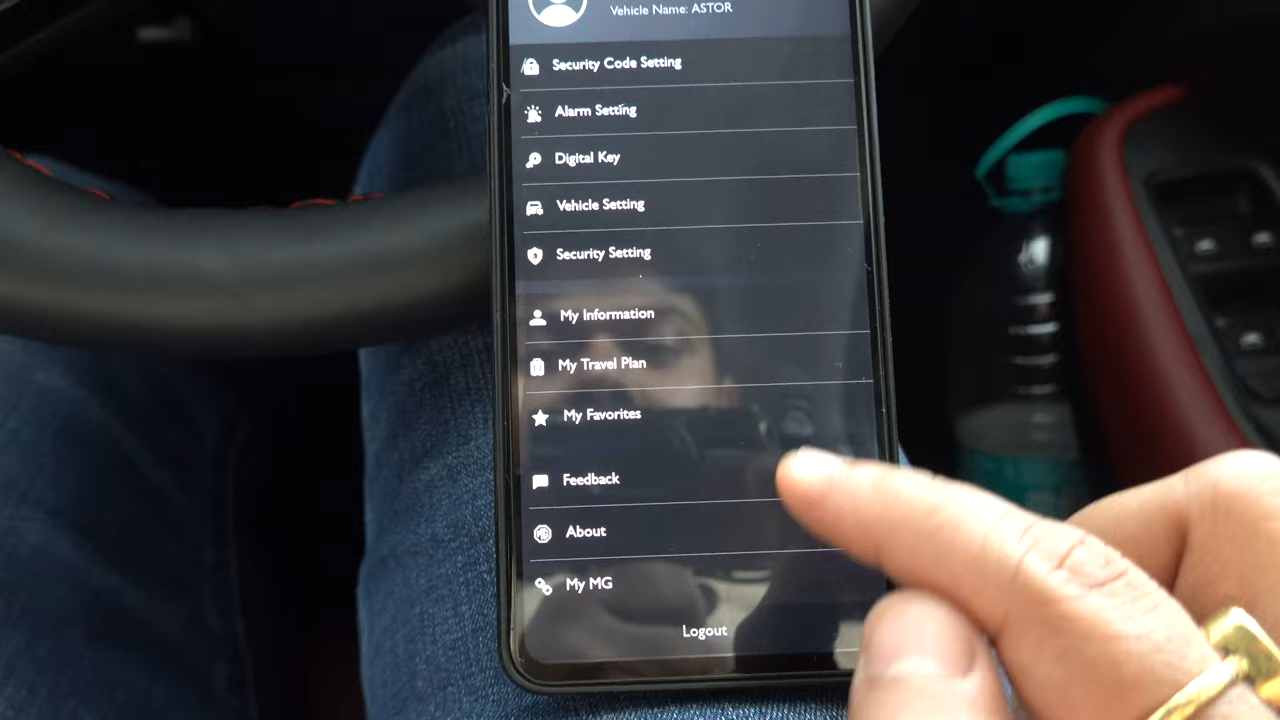 Vehicle Name: ASTOR
Security Code Setting
Alarm Setting
Digital Key
Vehicle Setting
Security Setting
My Information
My Travel Plan
My Favorites
Feedback
About
My MG
Logout